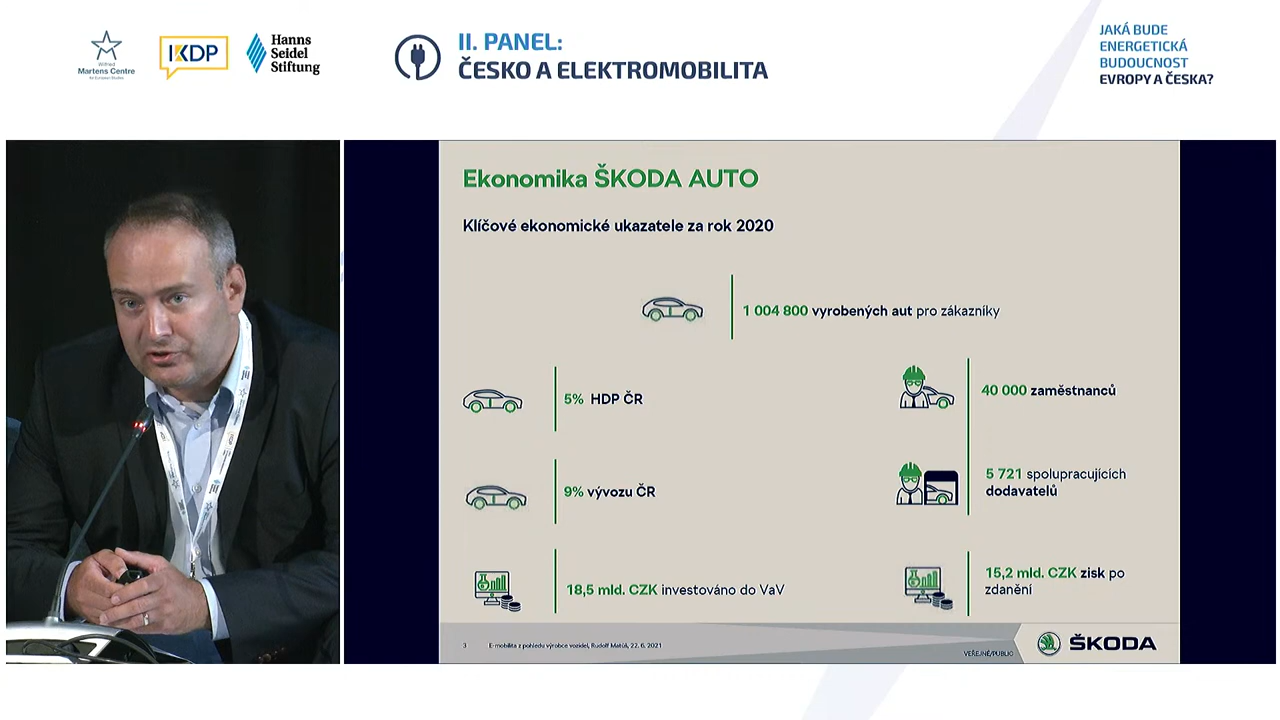 Wilfried
Martens Centre
for European Studies
IKDP
Hanns
Seidel
Stiftung
II. PANEL:
ČESKO A ELEKTROMOBILITA
JAKÁ BUDE
ENERGETICKÁ
BUDOUCNOST
EVROPY A ČESKA?
Ekonomika ŠKODA AUTO
Klíčové ekonomické ukazatele za rok 2020
1 004 800 vyrobených aut pro zákazníky
5% HDP ČR
40 000 zaměstnanců
9% vývozu ČR
5 721 spolupracujících
dodavatelů
18,5 mld. CZK investováno do VaV
15,2 mld. CZK zisk po
zdanění
3 E-mobilita z pohledu výrobce vozidel, Rudolf Matúš, 22. 6. 2021
VEŘEJNÉ/PUBLIC
ŠKODA